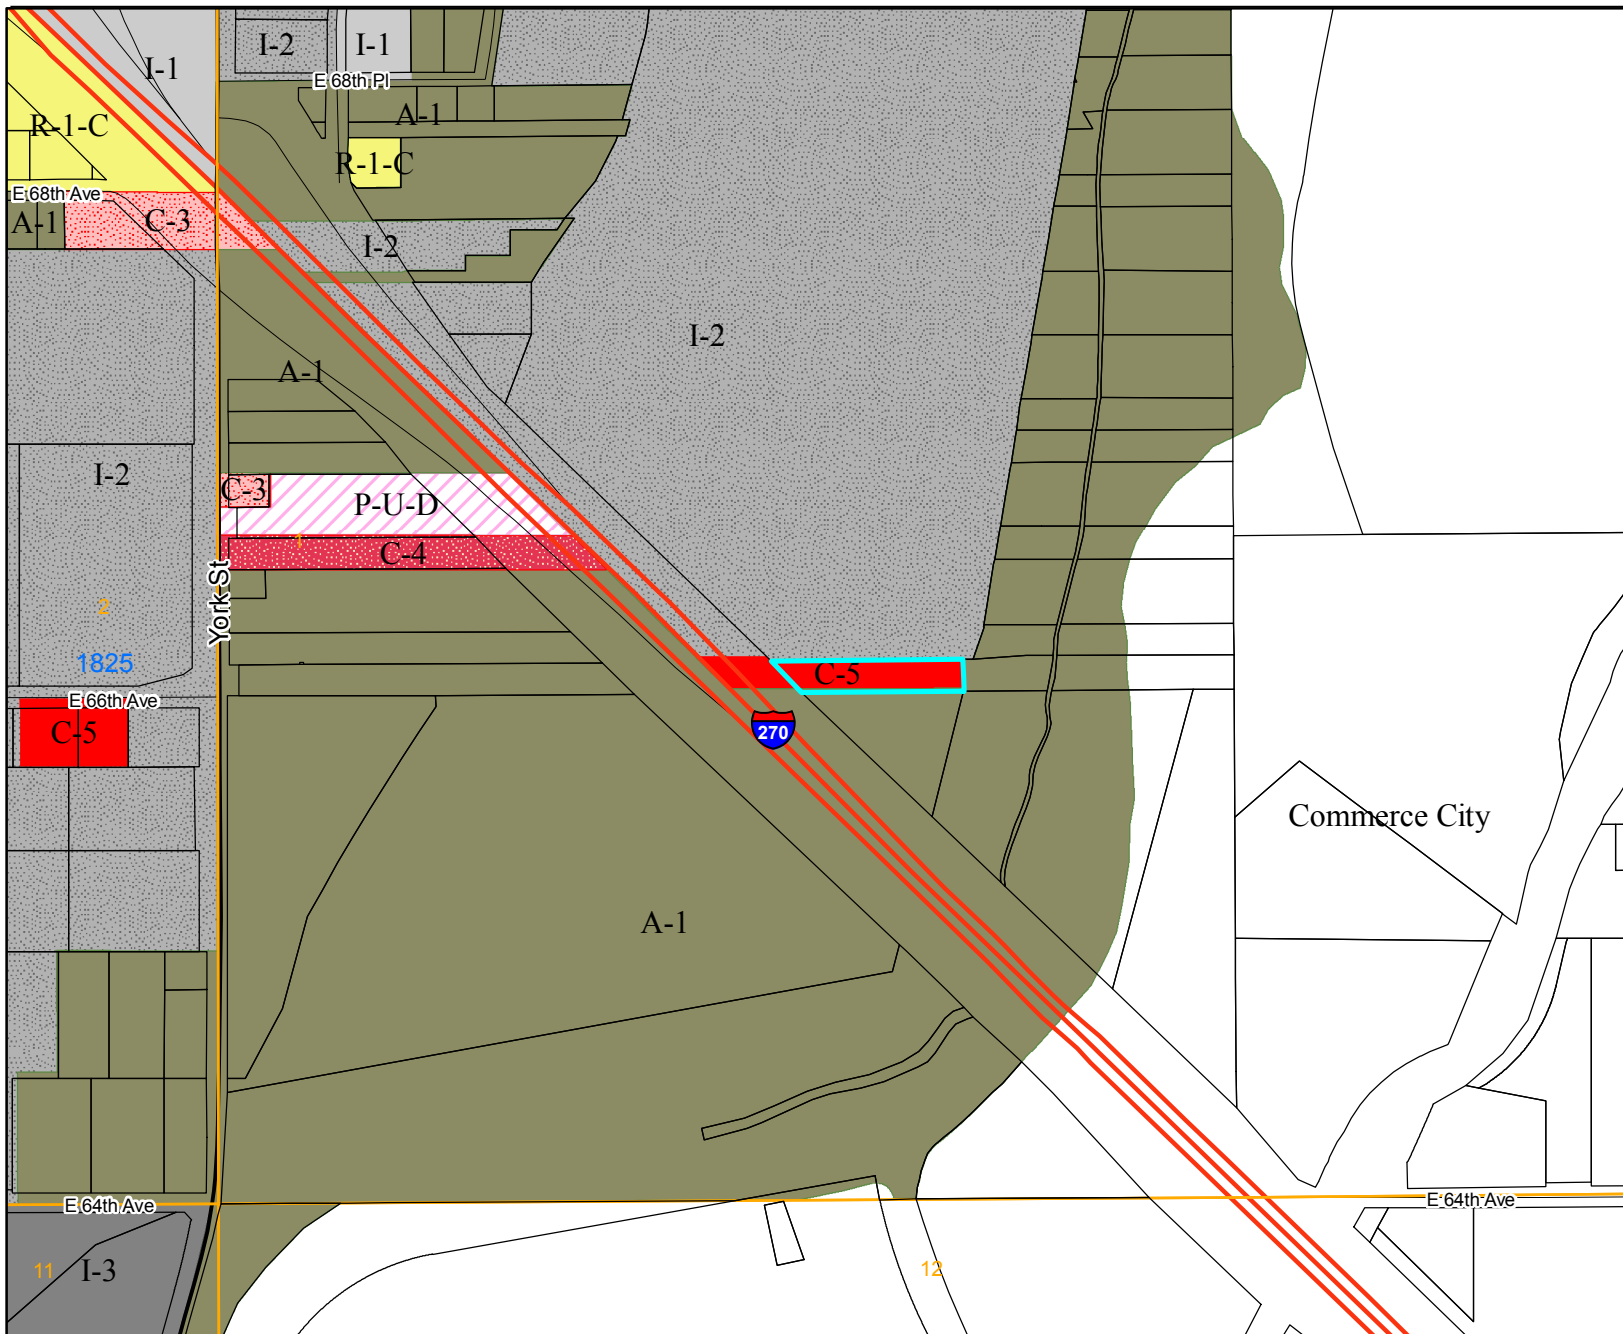 I-2
I-1
I-1
E 68th Pl
A-1
R-1-C
R-1-C
E 68th Ave
A-1
C-3
I-2
I-2
A-1
I-2
C-3
P-U-D
1
C-4
York St
2
1825
C-5
E 66th Ave
C-5
270
Commerce City
A-1
E 64th Ave
E 64th Ave
11
I-3
12